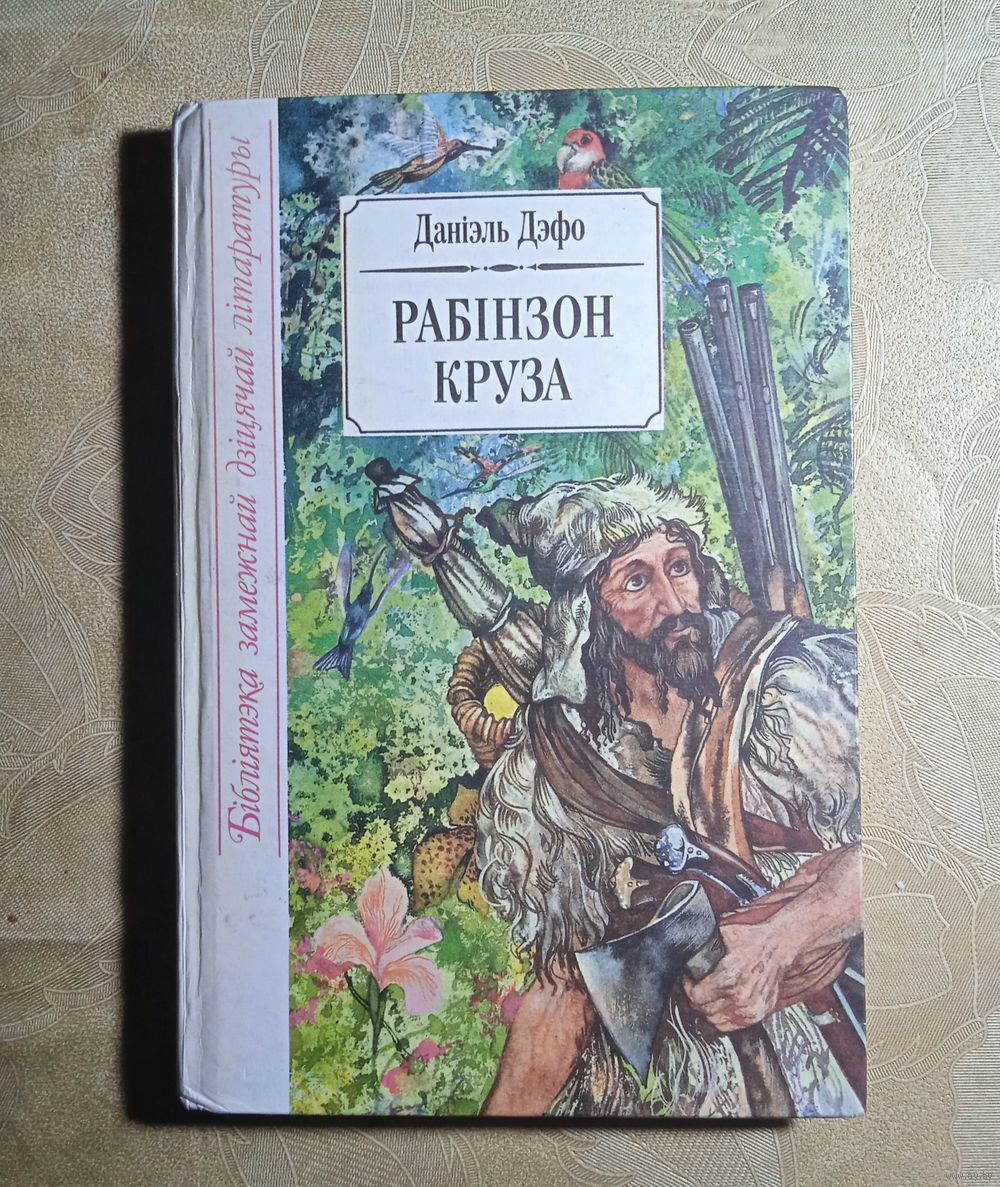 Бібліятэка замежнай дзіцячай літаратуры
Даніэль Дэфо
РАБІНЗОН
КРУЗА